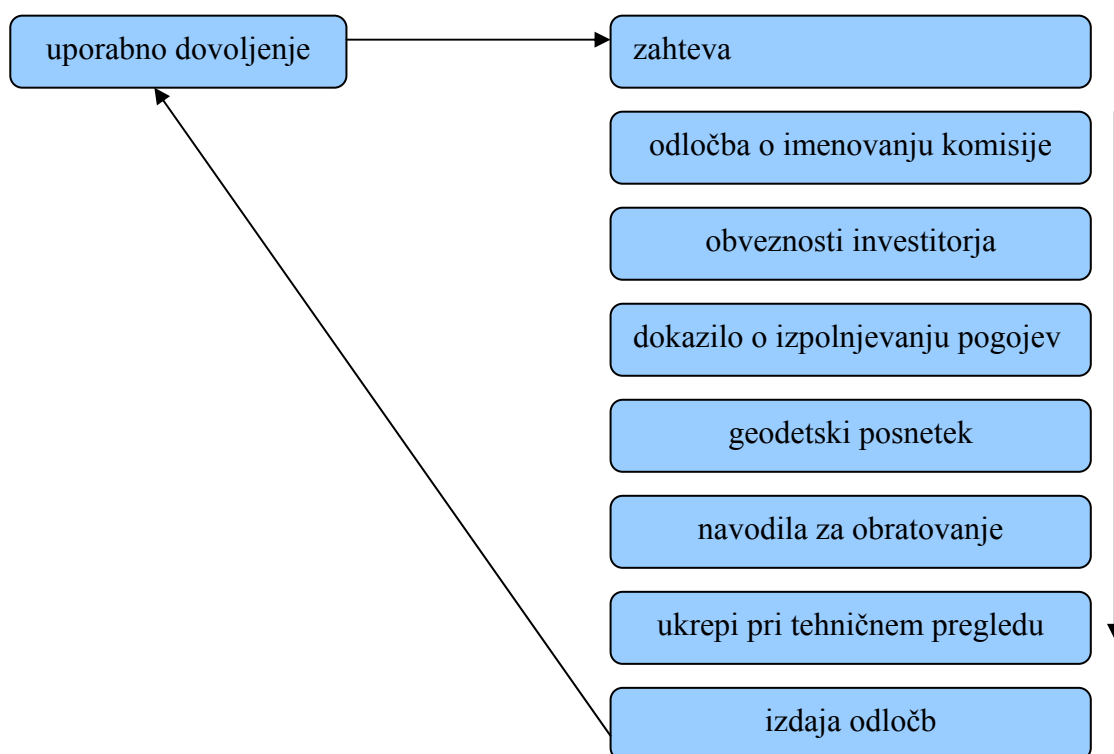 uporabno dovoljenje
zahteva
odločba o imenovanju komisije
obveznosti investitorja
dokazilo o izpolnjevanju pogojev
geodetski posnetek
navodila za obratovanje
ukrepi pri tehničnem pregledu
izdaja odločb